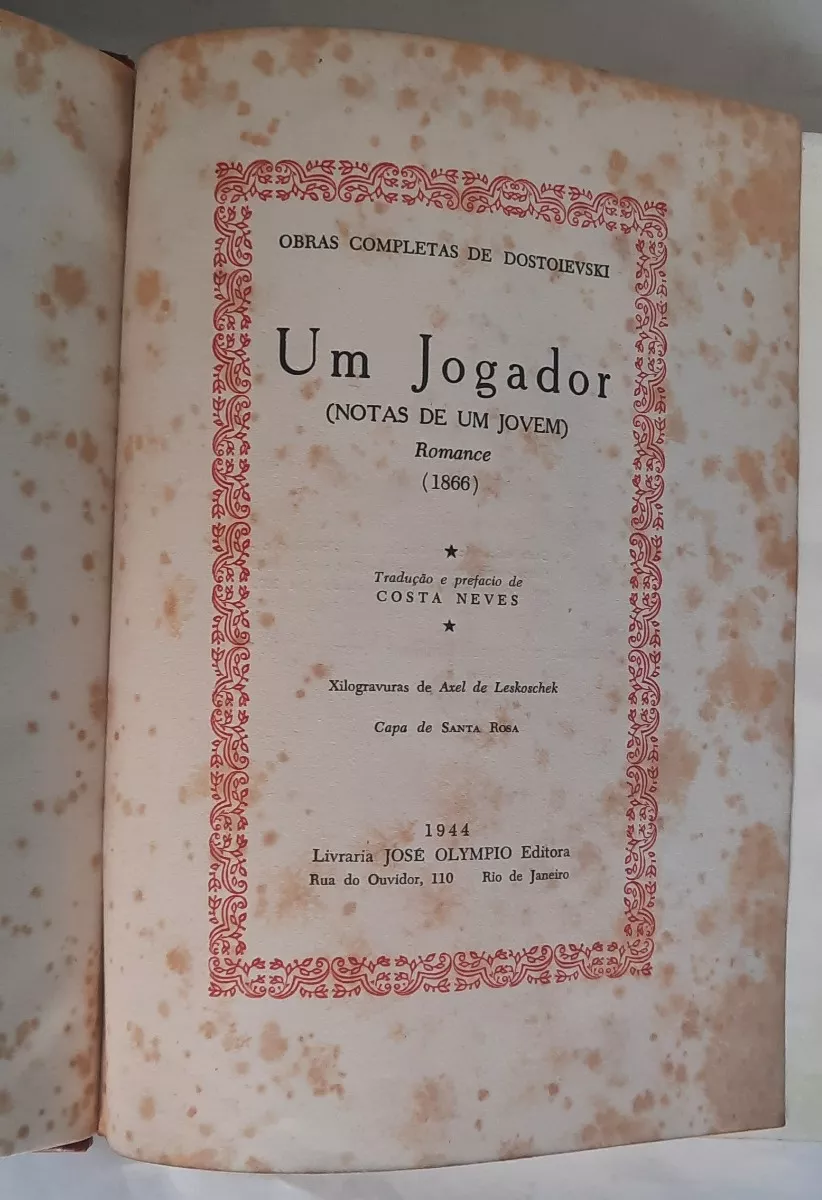 OBRAS COMPLETAS DE DOSTOIEVSKI
Um Jogador
(NOTAS DE UM JOVEM)
Romance
(1866)
★
Tradução e prefacio de
COSTA NEVES
★
Xilogravuras de Axel de Leskoschek
Capa de SANTA ROSA
1944
Livraria JOSÉ OLYMPIO Editora
Rua do Ouvidor, 110 Rio de Janeiro